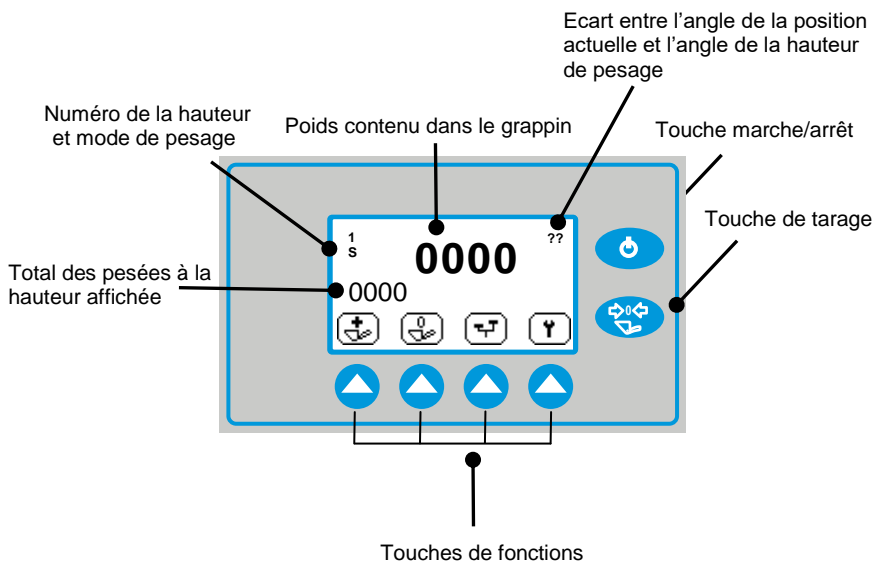 Ecart entre l’angle de la position
actuelle et l’angle de la hauteur
de pesage
Numéro de la hauteur
et mode de pesage
Poids contenu dans le grappin
Touche marche/arrêt
Touche de tarage
Total des pesées à la
hauteur affichée
1
S
0000
??
0000
0
0
Touches de fonctions